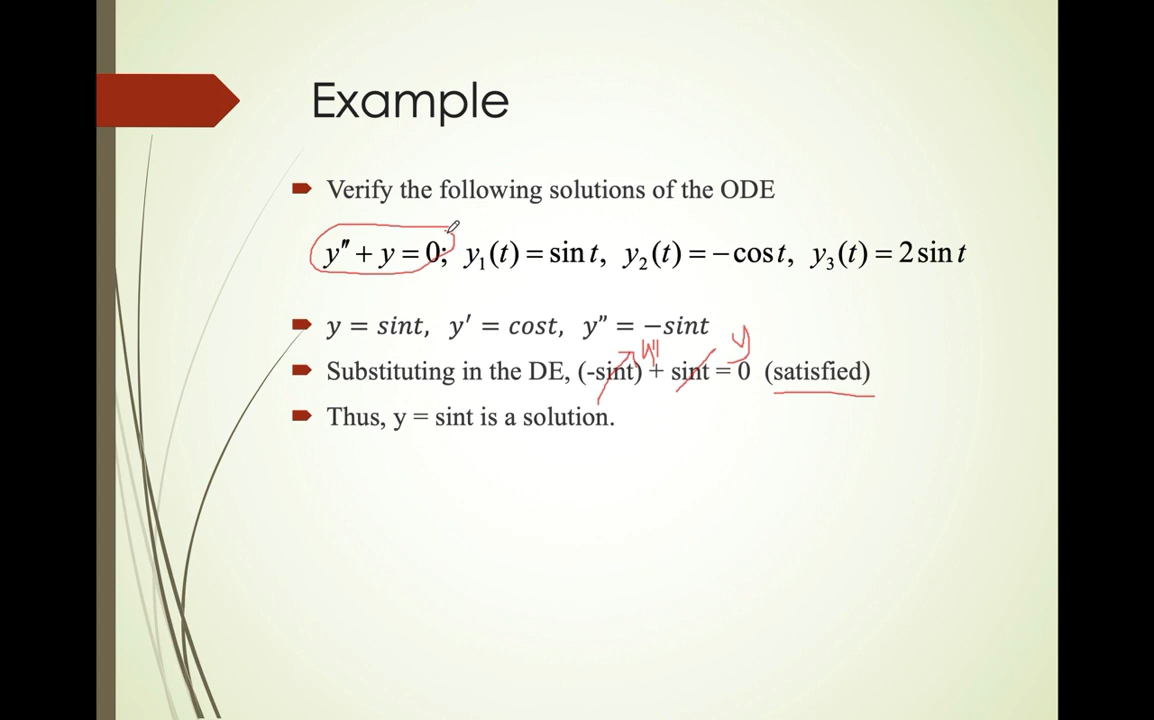 Example
Verify the following solutions of the ODE
y″ + y = 0; y₁(t) = sin t, y₂(t) = −cos t, y₃(t) = 2 sin t
y = sint, y′ = cost, y” = −sint
y" y
Substituting in the DE, (-sint) + sint = 0 (satisfied)
Thus, y = sint is a solution.